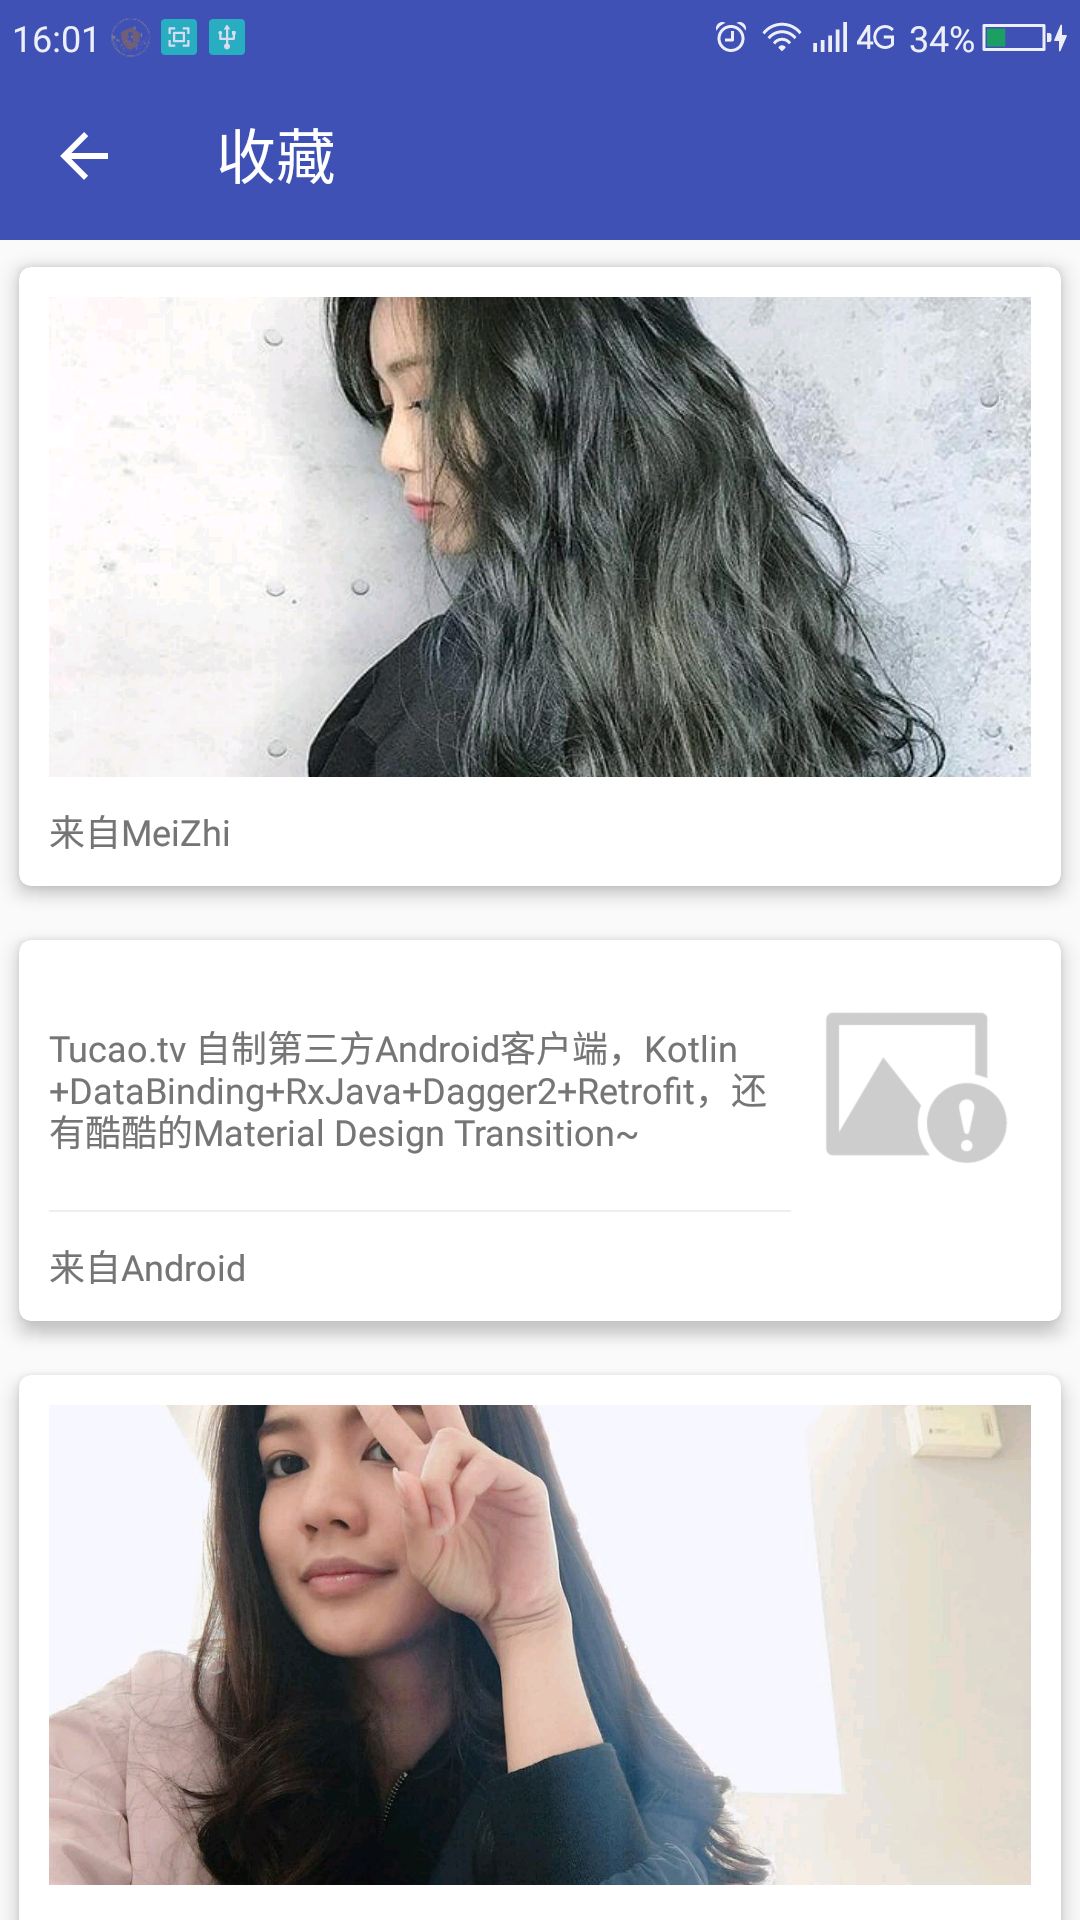 16:01
4G 34%
收藏
来自MeiZhi
Tucao.tv 自制第三方Android客户端，Kotlin
+DataBinding+RxJava+Dagger2+Retrofit，还
有酷酷的Material Design Transition~
来自Android